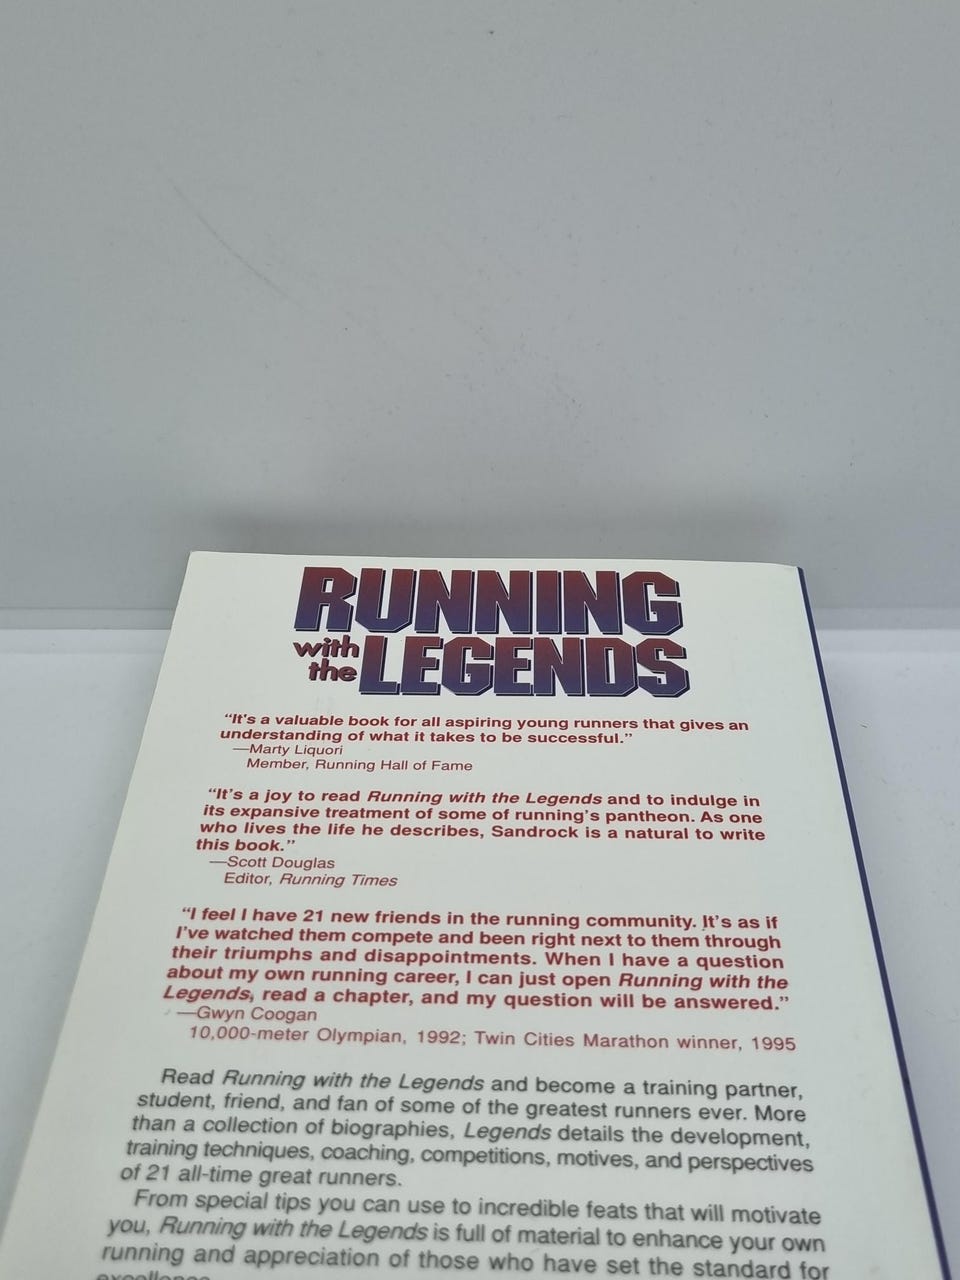 RUNNING
with
the LEGENDS
“It's a valuable book for all aspiring young runners that gives an
understanding of what it takes to be successful.”
—Marty Liquori
Member, Running Hall of Fame
“It's a joy to read Running with the Legends and to indulge in
its expansive treatment of some of running's pantheon. As one
who lives the life he describes, Sandrock is a natural to write
this book.”
—Scott Douglas
Editor, Running Times
“I feel I have 21 new friends in the running community. It's as if
I've watched them compete and been right next to them through
their triumphs and disappointments. When I have a question
about my own running career, I can just open Running with the
Legends, read a chapter, and my question will be answered.”
—Gwyn Coogan
10,000-meter Olympian, 1992; Twin Cities Marathon winner, 1995
Read Running with the Legends and become a training partner,
student, friend, and fan of some of the greatest runners ever. More
than a collection of biographies, Legends details the development,
training techniques, coaching, competitions, motives, and perspectives
of 21 all-time great runners.
From special tips you can use to incredible feats that will motivate
you, Running with the Legends is full of material to enhance your own
running and appreciation of those who have set the standard for
excellence.